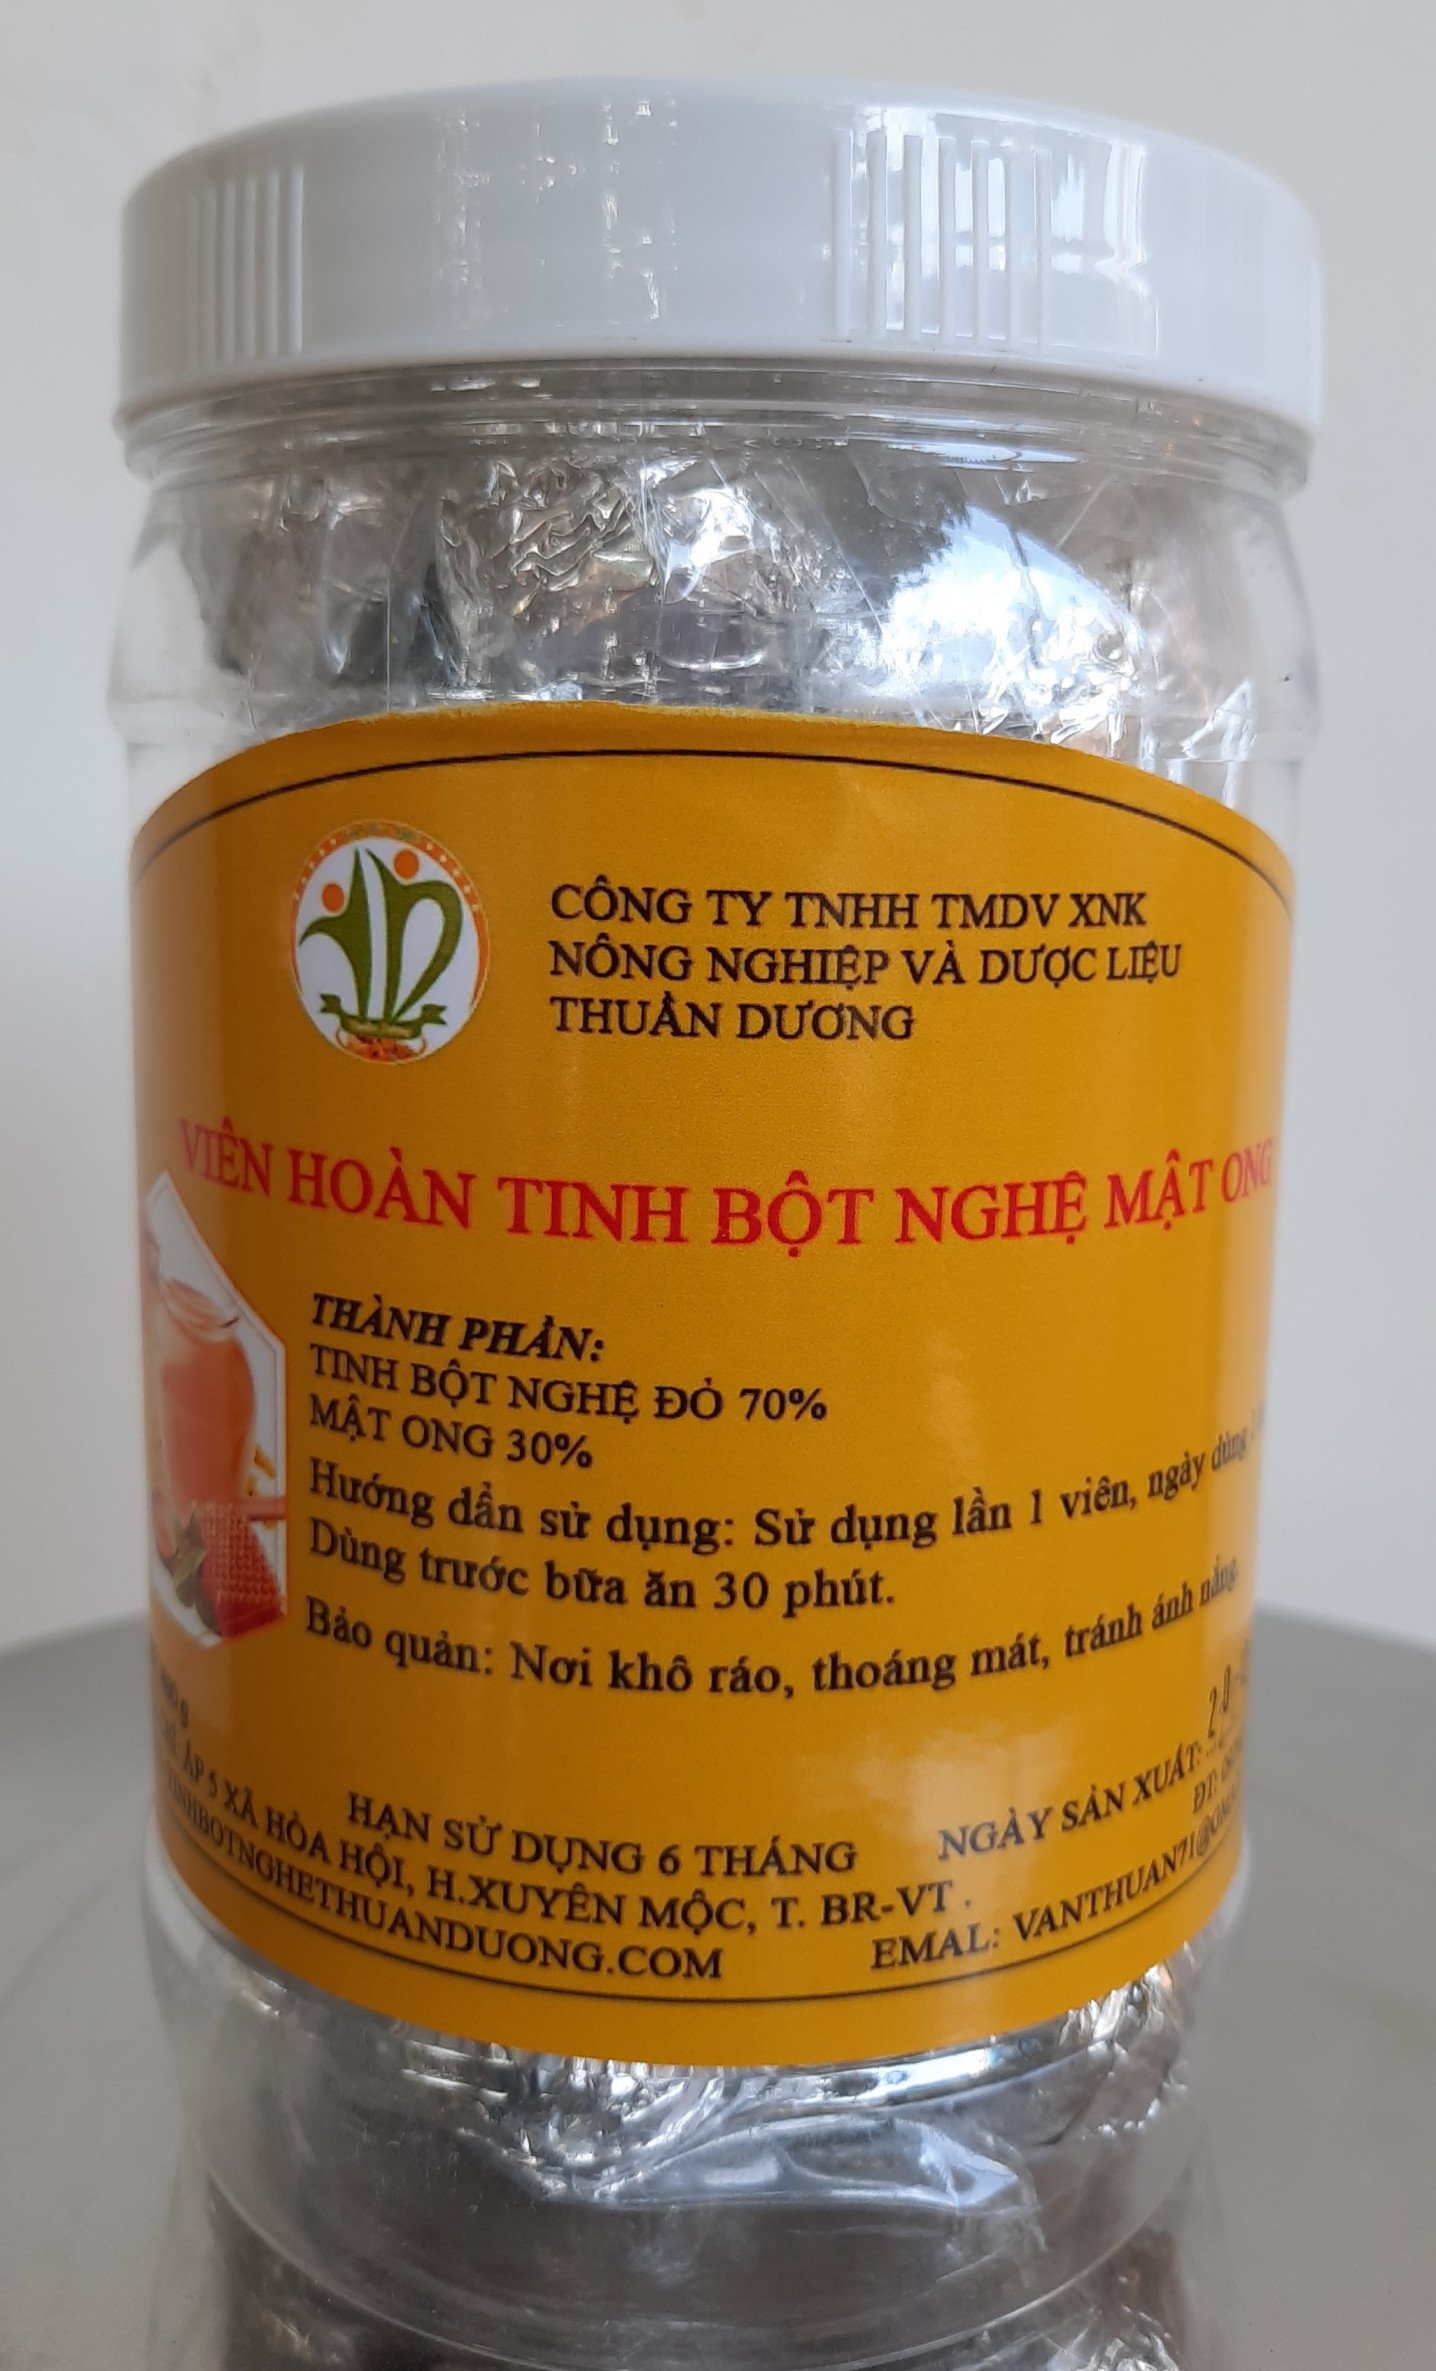 CÔNG TY TNHH TMDV XNK
NÔNG NGHIỆP VÀ DƯỢC LIỆU
THUẦN DƯƠNG
VIÊN HOÀN TINH BỘT NGHỆ MẬT ONG
THÀNH PHẦN:
TINH BỘT NGHỆ ĐỎ 70%
MẬT ONG 30%
Hướng dẫn sử dụng: Sử dụng lần 1 viên, ngày dùng
Dùng trước bữa ăn 30 phút.
Bảo quản: Nơi khô ráo, thoáng mát, tránh ánh nắng.
HẠN SỬ DỤNG 6 THÁNG NGÀY SẢN XUẤT: 20
ẤP 5 XÃ HÒA HỘI, H.XUYÊN MỘC, T. BR-VT . ĐT:
TINHBOTNGHETHUANDUONG.COM EMAL: VANTHUAN71@